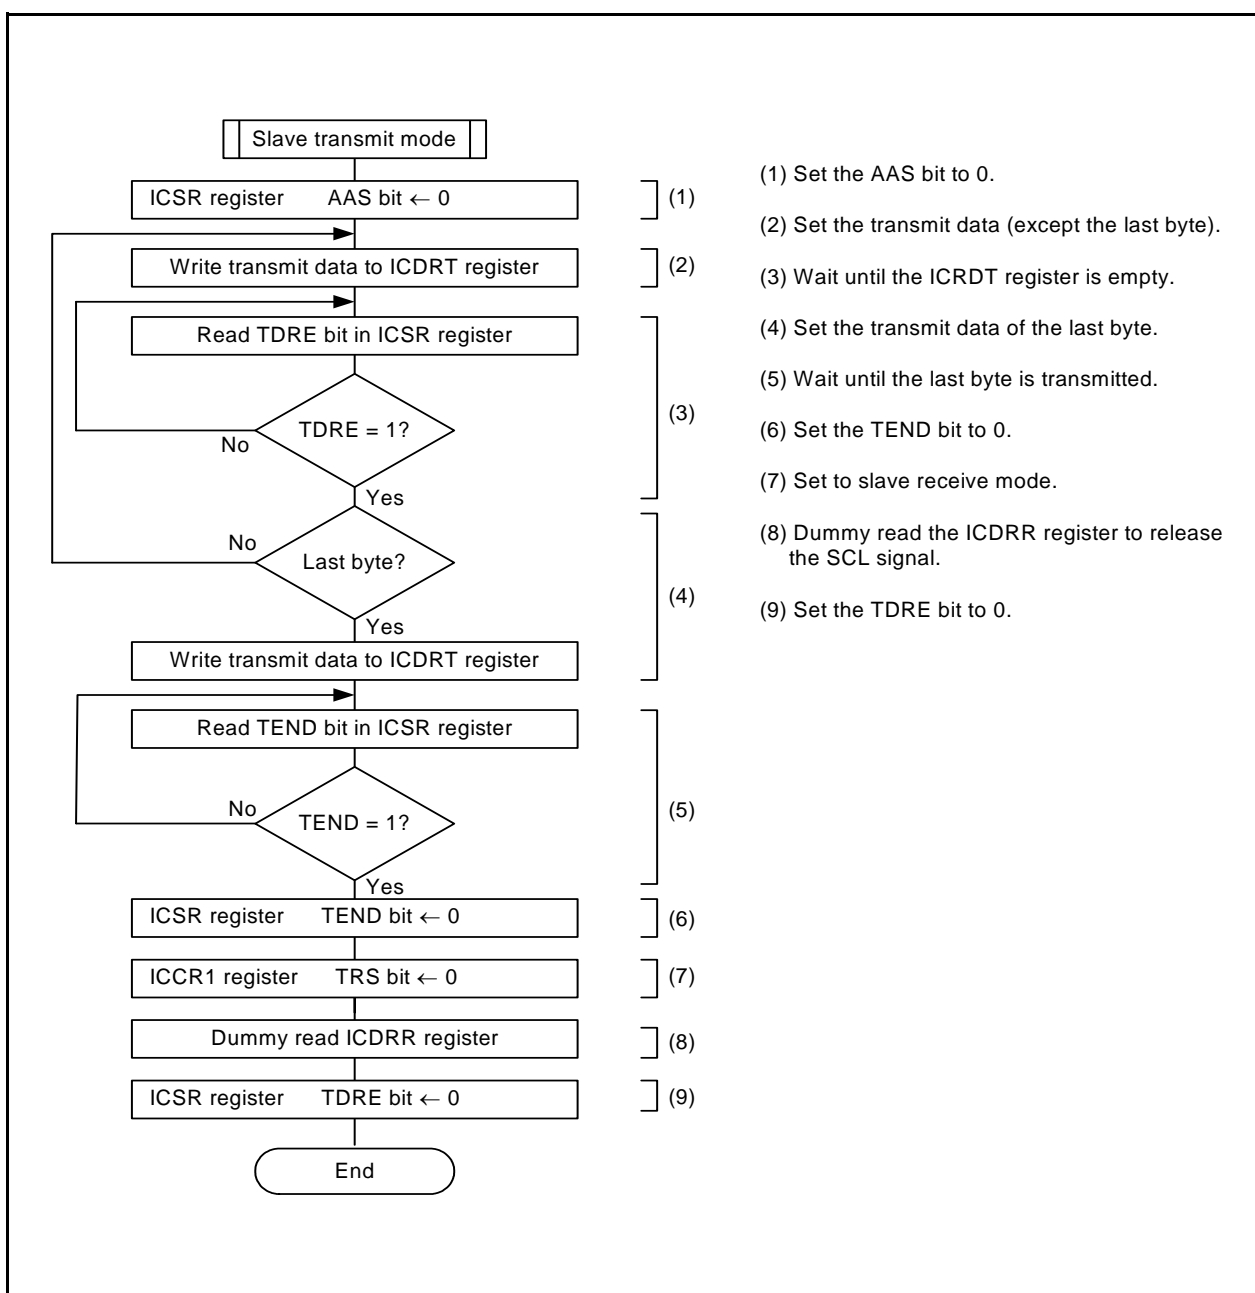 Slave transmit mode
ICSR register AAS bit ← 0
(1)
Write transmit data to ICDRT register
(2)
Read TDRE bit in ICSR register
TDRE = 1?
No
Yes
(3)
No
Last byte?
Yes
Write transmit data to ICDRT register
(4)
Read TEND bit in ICSR register
No
TEND = 1?
Yes
(5)
ICSR register TEND bit ← 0
(6)
ICCR1 register TRS bit ← 0
(7)
Dummy read ICDRR register
(8)
ICSR register TDRE bit ← 0
(9)
End
(1) Set the AAS bit to 0.
(2) Set the transmit data (except the last byte).
(3) Wait until the ICRDT register is empty.
(4) Set the transmit data of the last byte.
(5) Wait until the last byte is transmitted.
(6) Set the TEND bit to 0.
(7) Set to slave receive mode.
(8) Dummy read the ICDRR register to release
the SCL signal.
(9) Set the TDRE bit to 0.